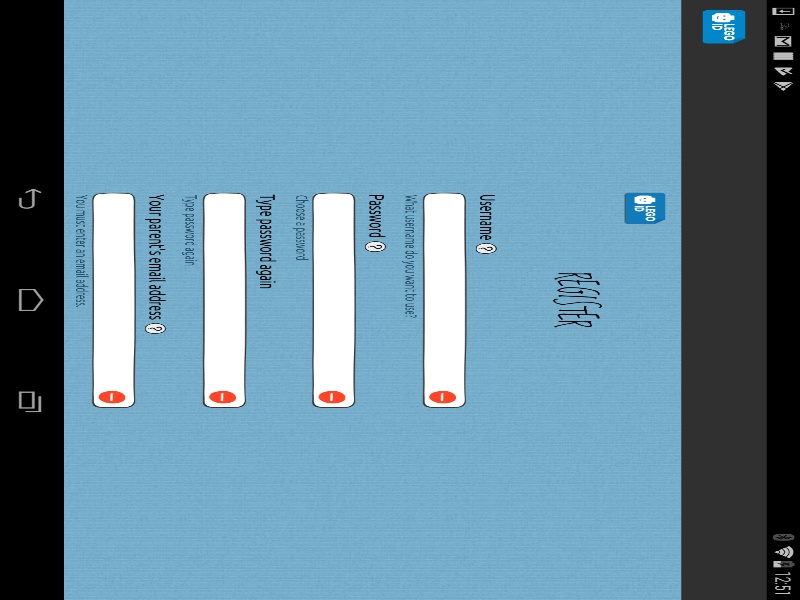 12:51
LEGO
ID
LEGO
ID
REGISTER
Username ?
What username do you want to use?
Password ?
Choose a password
Type password again
Type password again
Your parent's email address ?
You must enter an email address.